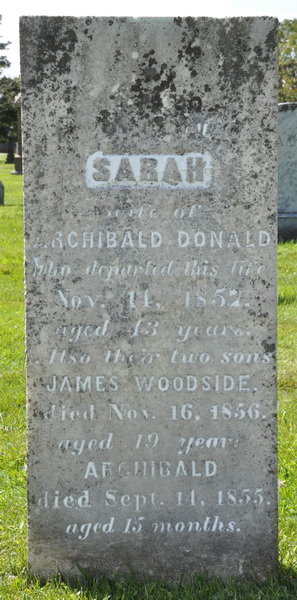 SARAH
wife of
ARCHIBALD DONALD
who departed this life
Nov. 11, 1852.
aged 43 years.
Also their two sons
JAMES WOODSIDE.
died Nov. 16, 1856.
aged 19 years
ARCHIBALD
died Sept. 14, 1855.
aged 15 months.